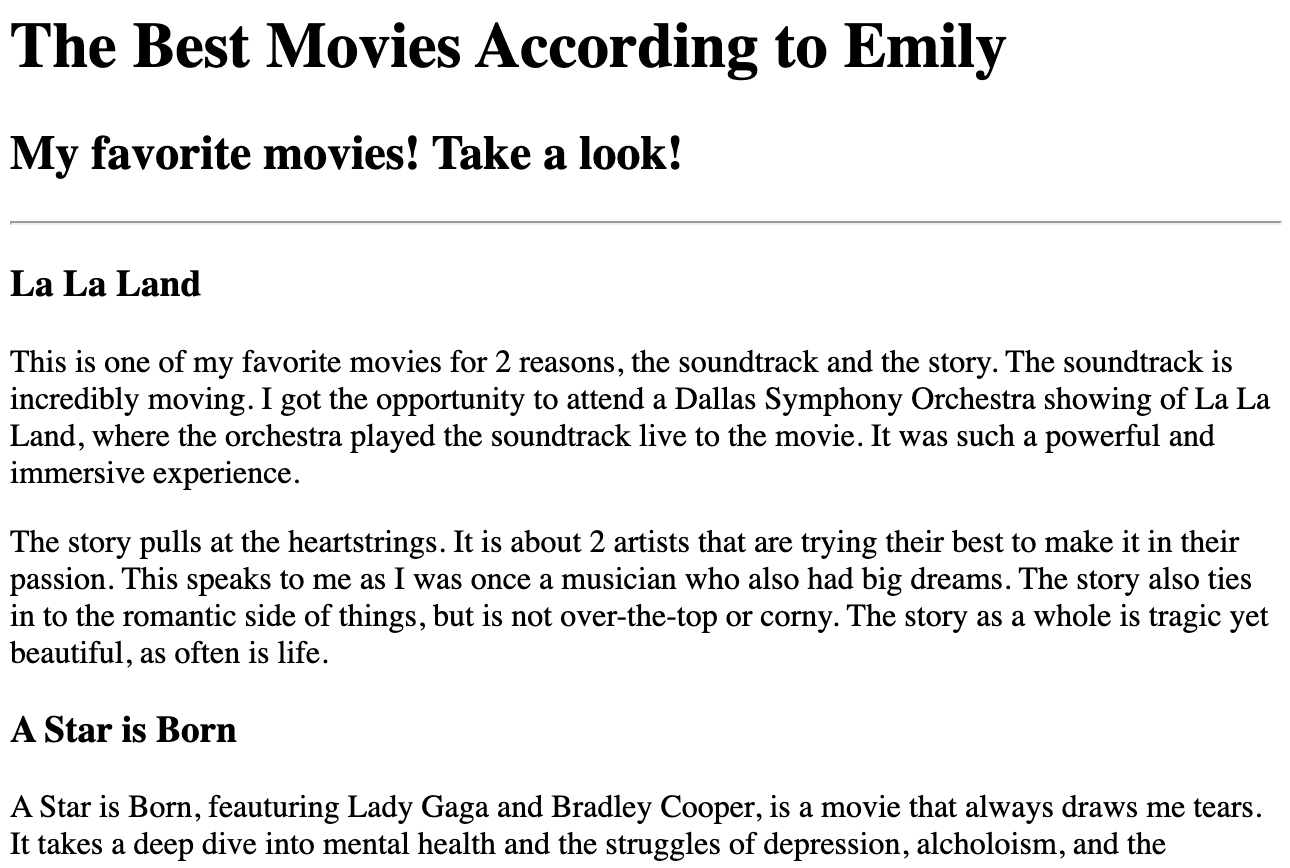 The Best Movies According to Emily
My favorite movies! Take a look!
La La Land
This is one of my favorite movies for 2 reasons, the soundtrack and the story. The soundtrack is
incredibly moving. I got the opportunity to attend a Dallas Symphony Orchestra showing of La La
Land, where the orchestra played the soundtrack live to the movie. It was such a powerful and
immersive experience.
The story pulls at the heartstrings. It is about 2 artists that are trying their best to make it in their
passion. This speaks to me as I was once a musician who also had big dreams. The story also ties
in to the romantic side of things, but is not over-the-top or corny. The story as a whole is tragic yet
beautiful, as often is life.
A Star is Born
A Star is Born, feauturing Lady Gaga and Bradley Cooper, is a movie that always draws me tears.
It takes a deep dive into mental health and the struggles of depression, alcholoism, and the